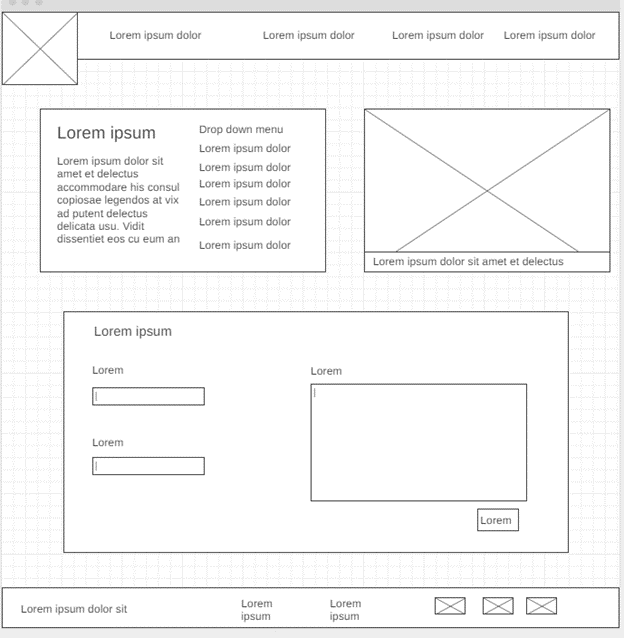 Lorem ipsum dolor
Lorem ipsum dolor
Lorem ipsum dolor
Lorem ipsum dolor
Lorem ipsum
Lorem ipsum dolor sit
amet et delectus
accommodare his consul
copiosae legendos at vix
ad putent delectus
delicata usu. Vidit
dissentiet eos cu eum an
Drop down menu
Lorem ipsum dolor
Lorem ipsum dolor
Lorem ipsum dolor
Lorem ipsum dolor
Lorem ipsum dolor
Lorem ipsum dolor
Lorem ipsum dolor sit amet et delectus
Lorem ipsum
Lorem
Lorem
Lorem
Lorem
Lorem ipsum dolor sit
Lorem
ipsum
Lorem
ipsum